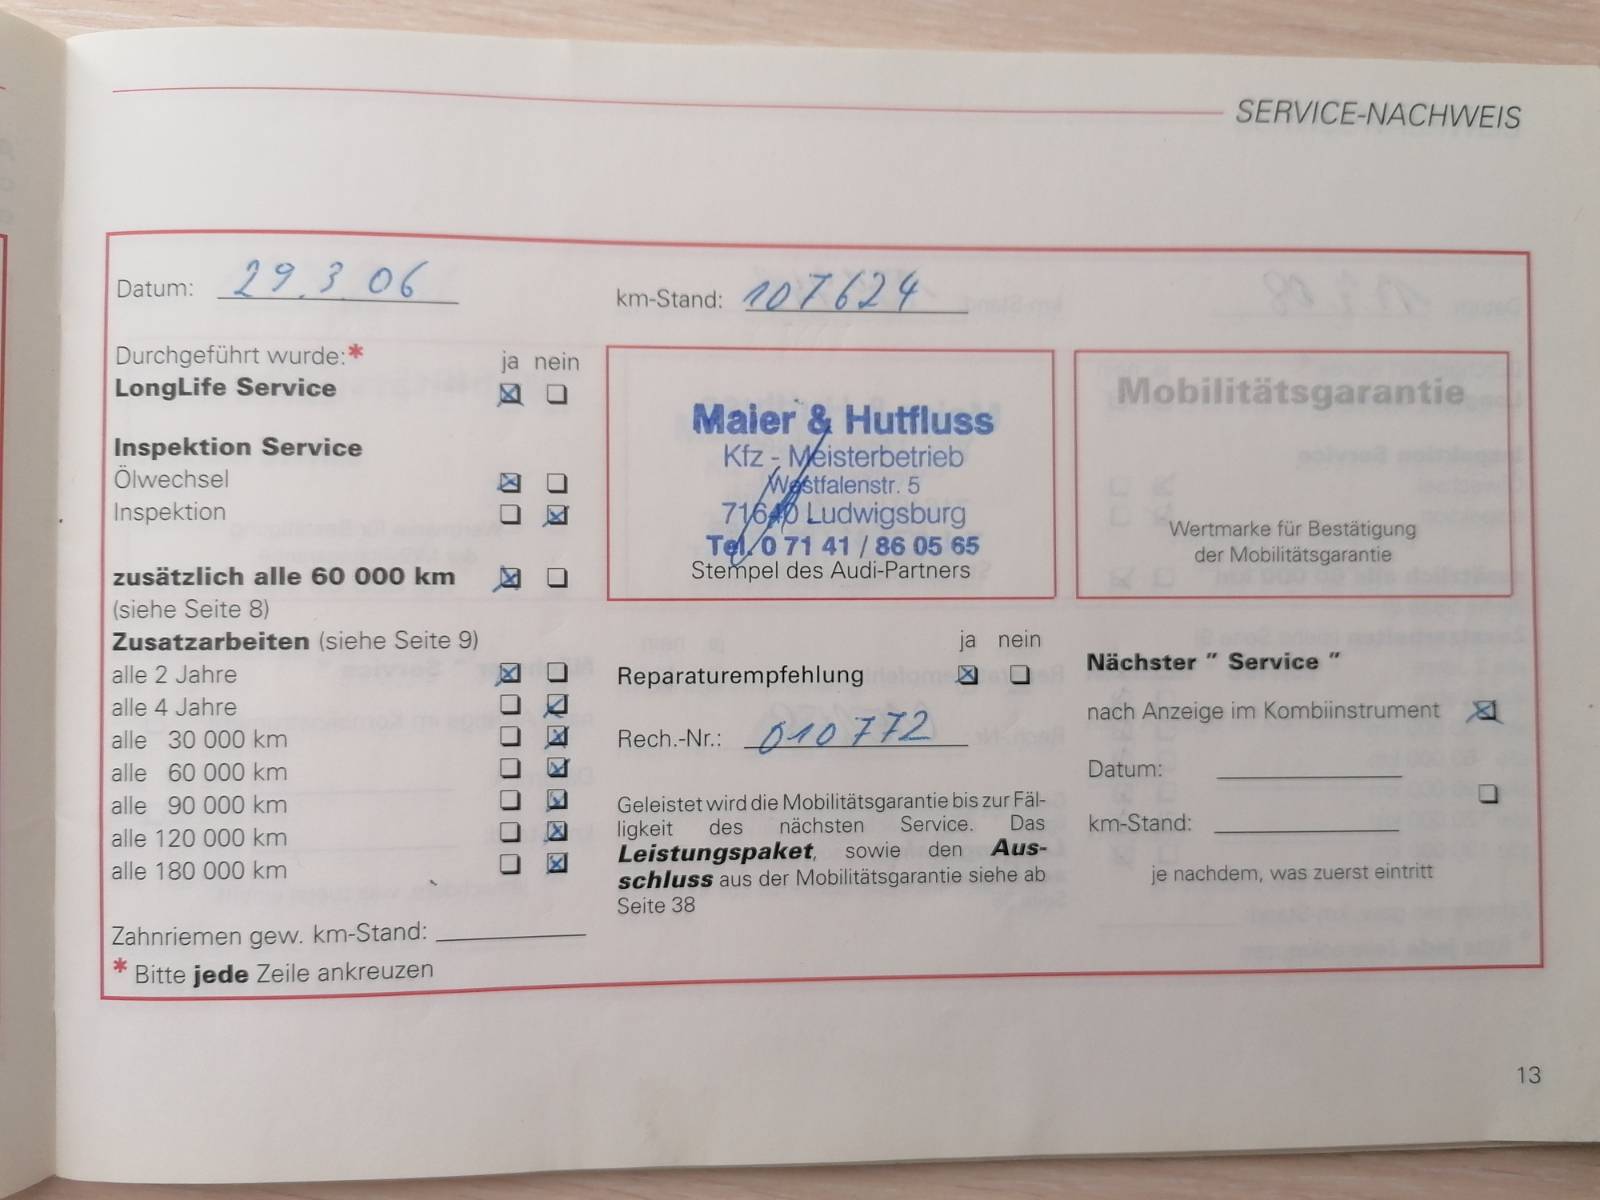 SERVICE-NACHWEIS
Datum: 29.3.06
km-Stand: 107624
Durchgeführt wurde:* ja nein
LongLife Service
Inspektion Service
Ölwechsel
Inspektion
zusätzlich alle 60 000 km
(siehe Seite 8)
Zusatzarbeiten (siehe Seite 9)
alle 2 Jahre
alle 4 Jahre
alle 30 000 km
alle 60 000 km
alle 90 000 km
alle 120 000 km
alle 180 000 km
Zahnriemen gew. km-Stand:
* Bitte jede Zeile ankreuzen
Maier & Hutfluss
Kfz - Meisterbetrieb
Westfalenstr. 5
71640 Ludwigsburg
Tel. 0 71 41 / 86 05 65
Stempel des Audi-Partners
ja nein
Reparaturempfehlung
Rech.-Nr.: 010772
Geleistet wird die Mobilitätsgarantie bis zur Fäl-
ligkeit des nächsten Service. Das
Leistungspaket, sowie den Aus-
schluss aus der Mobilitätsgarantie siehe ab
Seite 38
Mobilitätsgarantie
Wertmarke für Bestätigung
der Mobilitätsgarantie
Nächster " Service "
nach Anzeige im Kombiinstrument
Datum:
km-Stand:
je nachdem, was zuerst eintritt
13